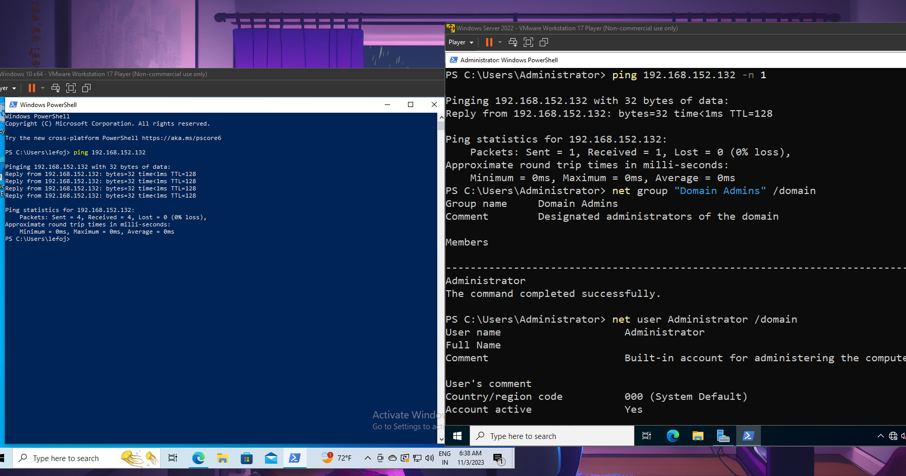 Windows 10 x64 - VMware Workstation 17 Player (Non-commercial use only)
Windows PowerShell
Windows PowerShell
Copyright (C) Microsoft Corporation. All rights reserved.
Try the new cross-platform PowerShell https://aka.ms/pscore6
PS C:\Users\lefoj> ping 192.168.152.132
Pinging 192.168.152.132 with 32 bytes of data:
Reply from 192.168.152.132: bytes=32 time<1ms TTL=128
Reply from 192.168.152.132: bytes=32 time<1ms TTL=128
Reply from 192.168.152.132: bytes=32 time<1ms TTL=128
Reply from 192.168.152.132: bytes=32 time<1ms TTL=128
Ping statistics for 192.168.152.132:
    Packets: Sent = 4, Received = 4, Lost = 0 (0% loss),
Approximate round trip times in milli-seconds:
    Minimum = 0ms, Maximum = 0ms, Average = 0ms
PS C:\Users\lefoj>
Activate Windo
Go to Settings to a
Type here to search
72°F
ENG
IN
6:38 AM
11/3/2023
1
Windows Server 2022 - VMware Workstation 17 Player (Non-commercial use only)
Player
Administrator: Windows PowerShell
PS C:\Users\Administrator> ping 192.168.152.132 -n 1
Pinging 192.168.152.132 with 32 bytes of data:
Reply from 192.168.152.132: bytes=32 time<1ms TTL=128
Ping statistics for 192.168.152.132:
    Packets: Sent = 1, Received = 1, Lost = 0 (0% loss),
Approximate round trip times in milli-seconds:
    Minimum = 0ms, Maximum = 0ms, Average = 0ms
PS C:\Users\Administrator> net group "Domain Admins" /domain
Group name     Domain Admins
Comment        Designated administrators of the domain
Members
-------------------------------------------------------------------------------
Administrator
The command completed successfully.
PS C:\Users\Administrator> net user Administrator /domain
User name                    Administrator
Full Name
Comment                      Built-in account for administering the compute
User's comment
Country/region code          000 (System Default)
Account active               Yes
Type here to search